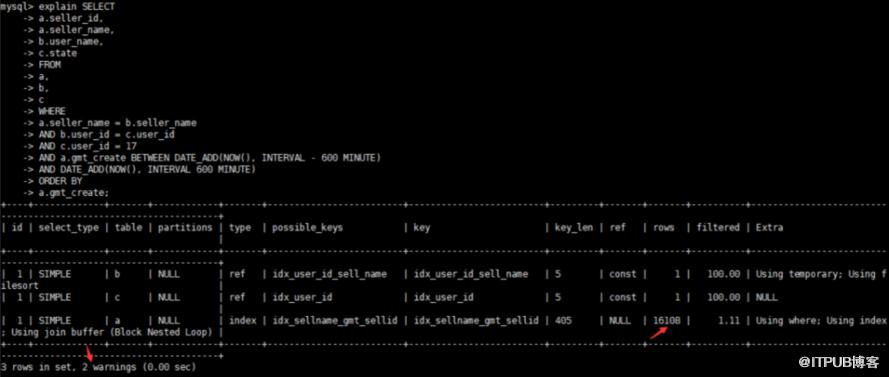 mysql> explain SELECT
-> a.seller_id,
-> a.seller_name,
-> b.user_name,
-> c.state
-> FROM
-> a,
-> b,
-> c
-> WHERE
-> a.seller_name = b.seller_name
-> AND b.user_id = c.user_id
-> AND c.user_id = 17
-> AND a.gmt_create BETWEEN DATE_ADD(NOW(), INTERVAL - 600 MINUTE)
-> AND DATE_ADD(NOW(), INTERVAL 600 MINUTE)
-> ORDER BY
-> a.gmt_create;
| id | select_type | table | partitions | type | possible_keys | key | key_len | ref | rows | filtered | Extra
|
| 1 | SIMPLE | b | NULL | ref | idx_user_id_sell_name | idx_user_id_sell_name | 5 | const | 1 | 100.00 | Using temporary; Using f
ilesort |
| 1 | SIMPLE | c | NULL | ref | idx_user_id | idx_user_id | 5 | const | 1 | 100.00 | NULL
|
| 1 | SIMPLE | a | NULL | index | idx_sellname_gmt_sellid | idx_sellname_gmt_sellid | 405 | NULL | 16108 | 1.11 | Using where; Using index
; Using join buffer (Block Nested Loop) |
3 rows in set, 2 warnings (0.00 sec)
@ITPUB博客